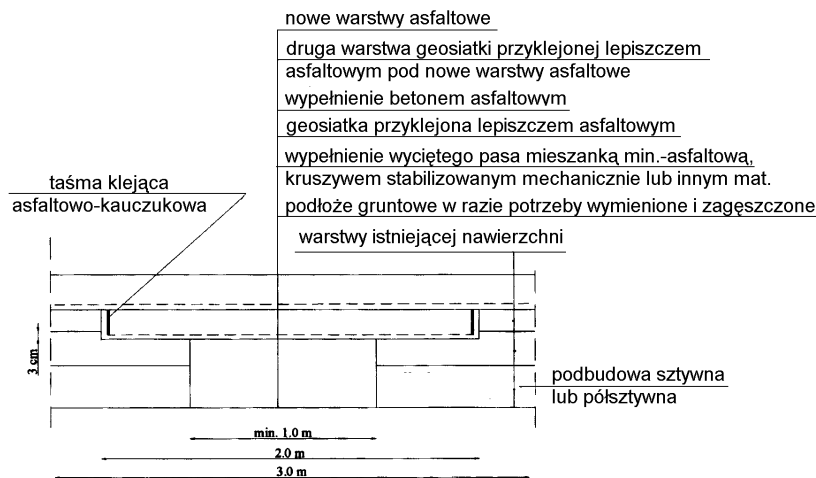 nowe warstwy asfaltowe
druga warstwa geosiatki przyklejonej lepiszczem
asfaltowym pod nowe warstwy asfaltowe
wypełnienie betonem asfaltowym
geosiatka przyklejona lepiszczem asfaltowym
wypełnienie wyciętego pasa mieszanką min.-asfaltową,
kruszywem stabilizowanym mechanicznie lub innym mat.
podłoże gruntowe w razie potrzeby wymienione i zagęszczone
warstwy istniejącej nawierzchni
taśma klejąca
asfaltowo-kauczukowa
3 cm
podbudowa sztywna
lub półsztywna
min. 1.0 m
2.0 m
3.0 m